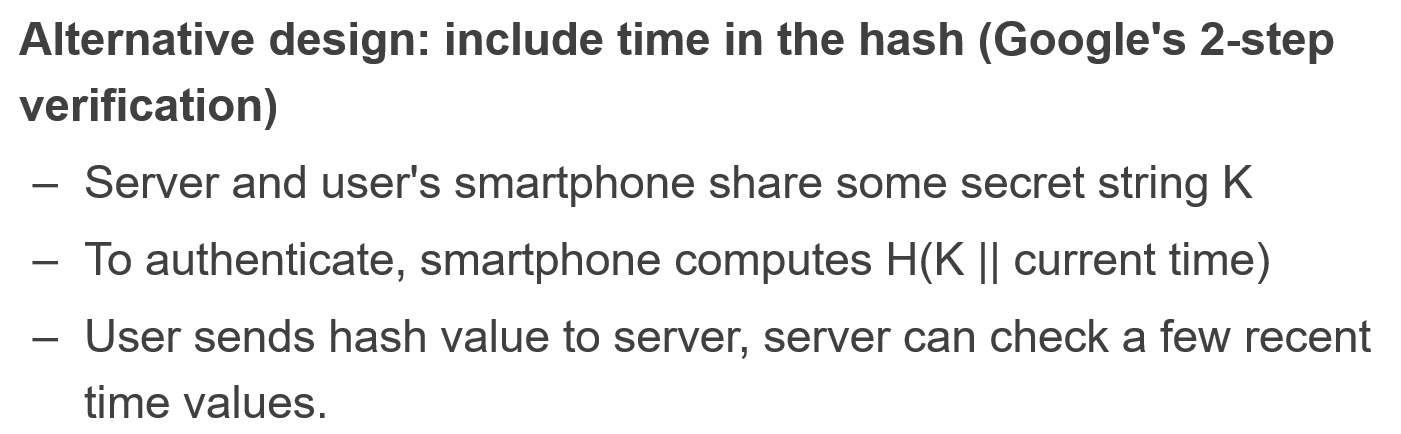 Alternative design: include time in the hash (Google's 2-step
verification)
– Server and user's smartphone share some secret string K
– To authenticate, smartphone computes H(K || current time)
– User sends hash value to server, server can check a few recent
time values.